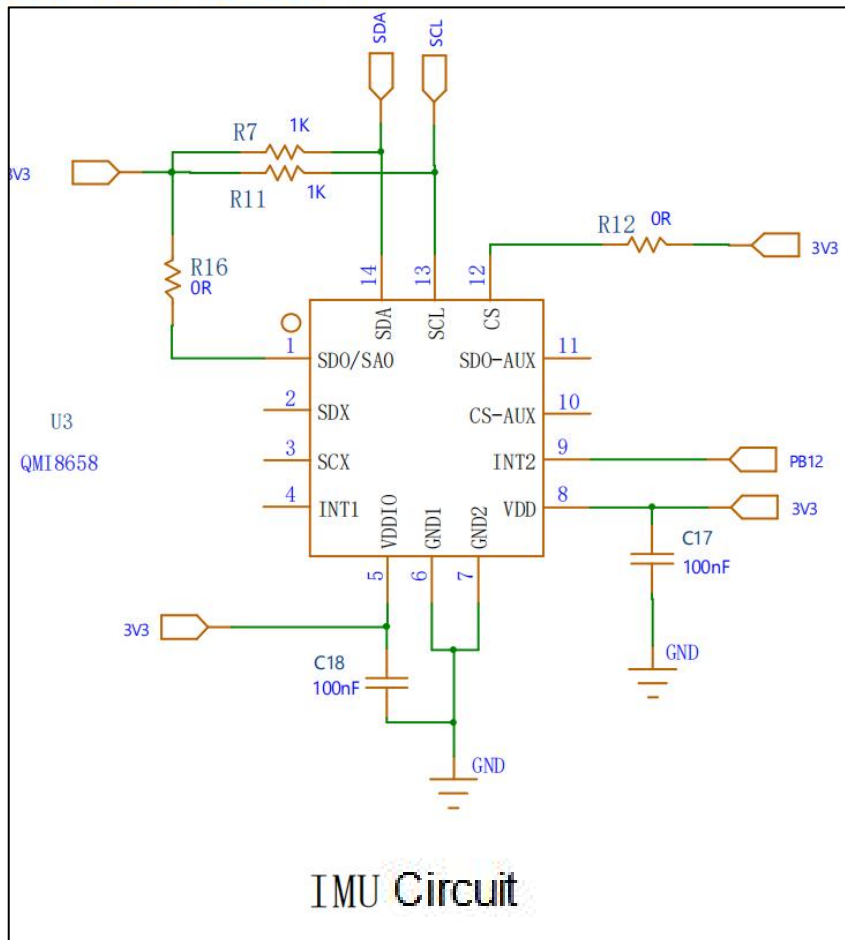 SDA
SCL
R7
1K
3V3
R11
1K
R12
0R
3V3
R16
0R
14
13
12
SDA
SCL
CS
1
SDO/SA0
SDO-AUX
11
2
SDX
CS-AUX
10
U3
QMI8658
3
SCX
INT2
9
PB12
4
INT1
VDD
8
3V3
VDDIO
GND1
GND2
C17
100nF
5
6
7
3V3
C18
100nF
GND
GND
IMU Circuit